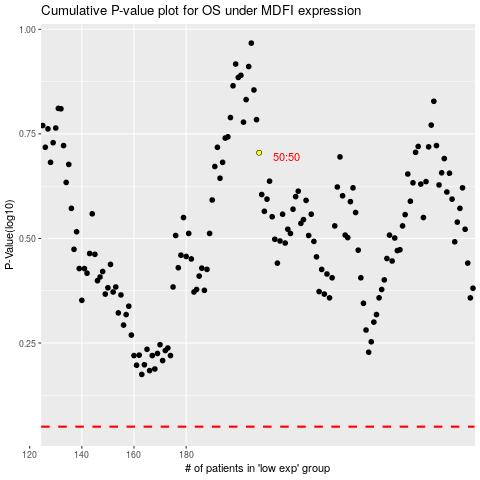 Cumulative P-value plot for OS under MDFI expression
1.00
0.75
0.50
0.25
P-Value(log10)
50:50
120 140 160 180
# of patients in 'low exp' group